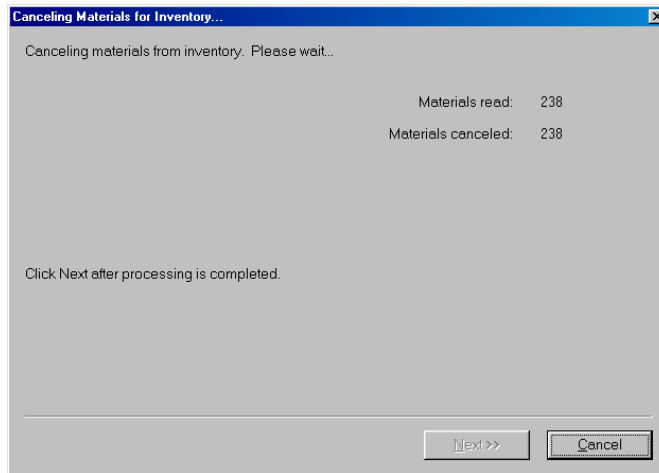 Canceling Materials for Inventory...
Canceling materials from inventory. Please wait...
Materials read: 238
Materials canceled: 238
Click Next after processing is completed.
Next >> Cancel